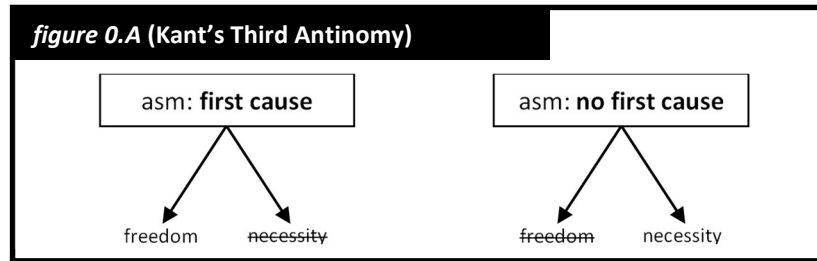 figure 0.A (Kant's Third Antinomy)
asm: first cause
asm: no first cause
freedom
necessity
freedom
necessity